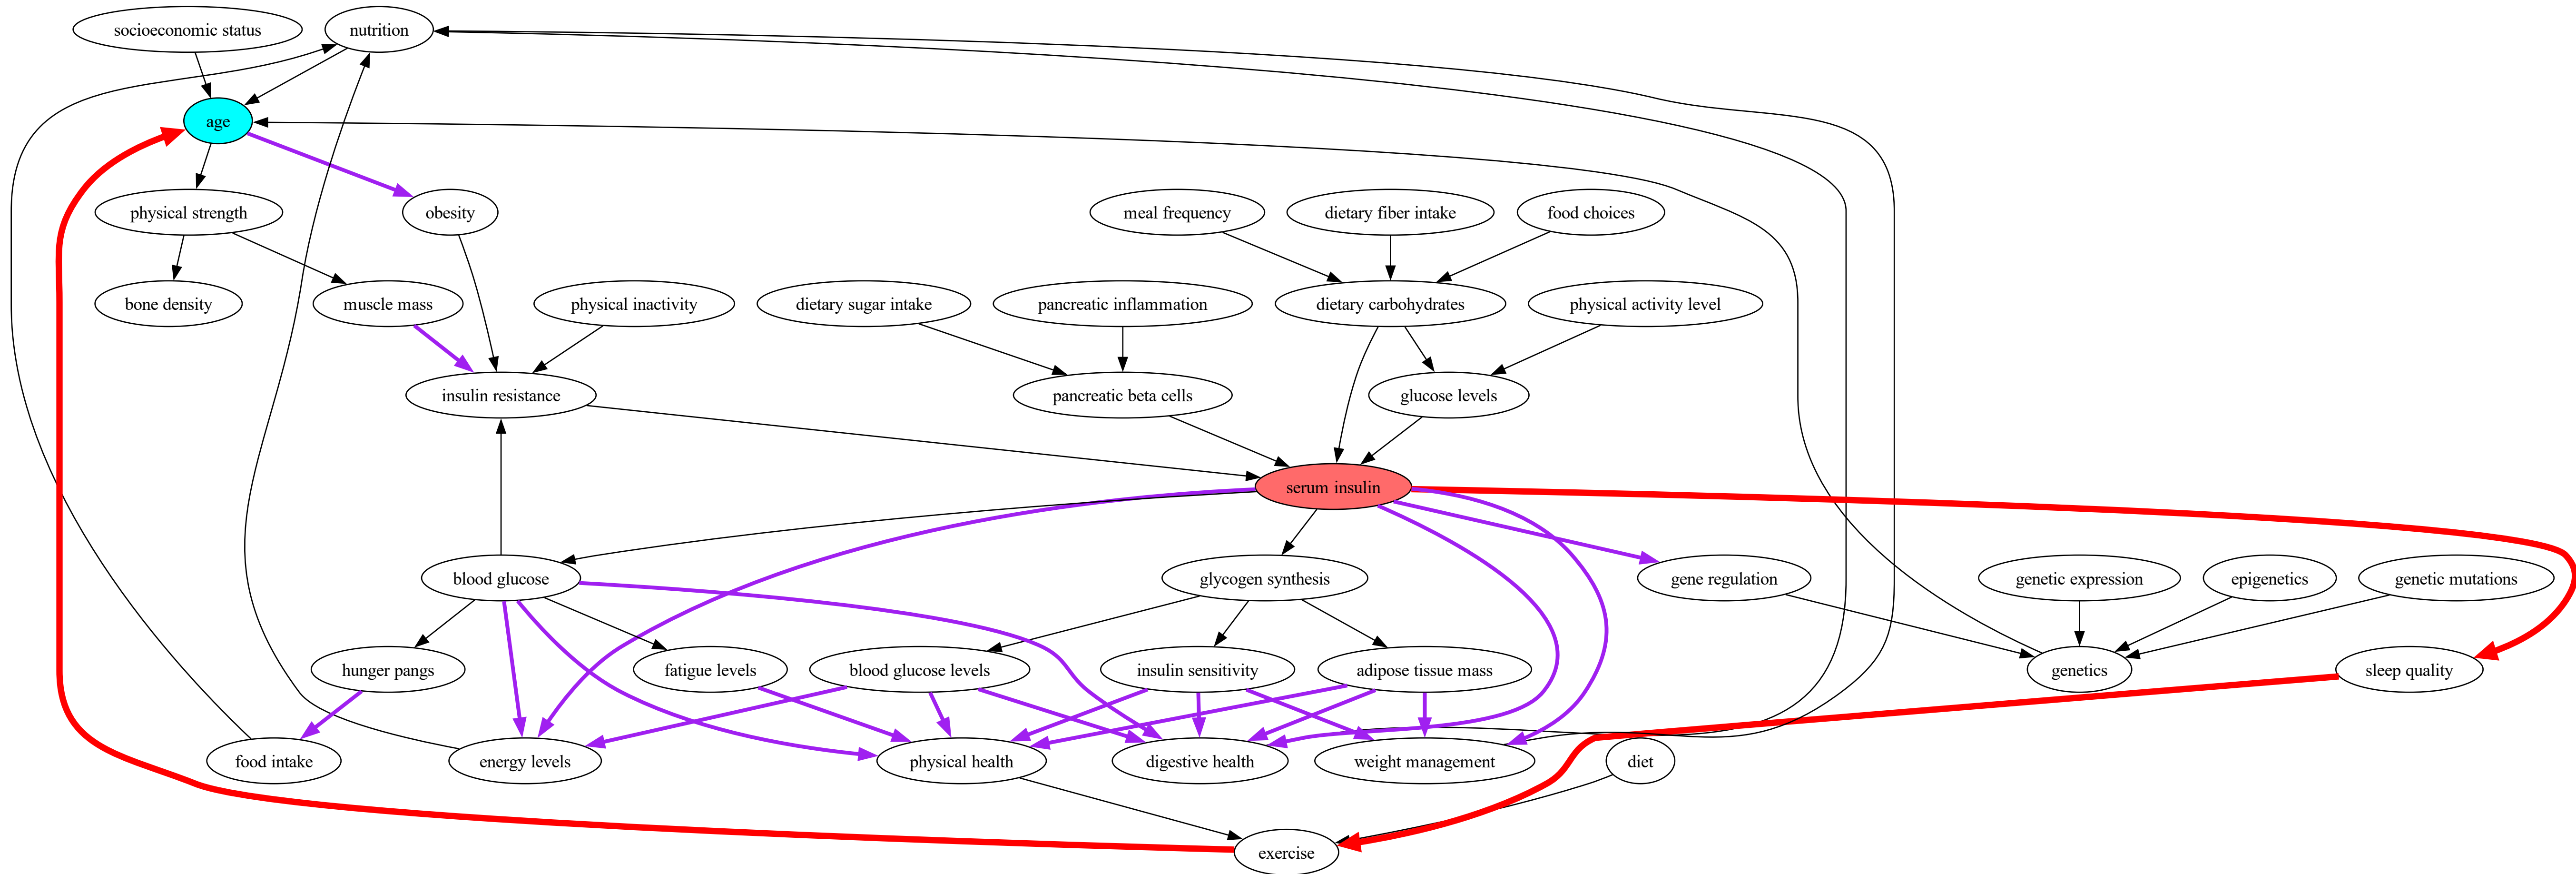 socioeconomic status
nutrition
age
physical strength
obesity
meal frequency
dietary fiber intake
food choices
bone density
muscle mass
physical inactivity
dietary sugar intake
pancreatic inflammation
dietary carbohydrates
physical activity level
insulin resistance
pancreatic beta cells
glucose levels
serum insulin
blood glucose
glycogen synthesis
gene regulation
genetic expression
epigenetics
genetic mutations
hunger pangs
fatigue levels
blood glucose levels
insulin sensitivity
adipose tissue mass
genetics
sleep quality
food intake
energy levels
physical health
digestive health
weight management
diet
exercise